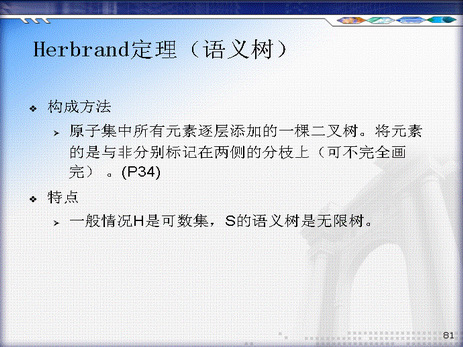 Herbrand定理（语义树）
❖ 构成方法
➢ 原子集中所有元素逐层添加的一棵二叉树。将元素
的是与非分别标记在两侧的分枝上（可不完全画
完）。(P34)
❖ 特点
➢ 一般情况H是可数集，S的语义树是无限树。
81